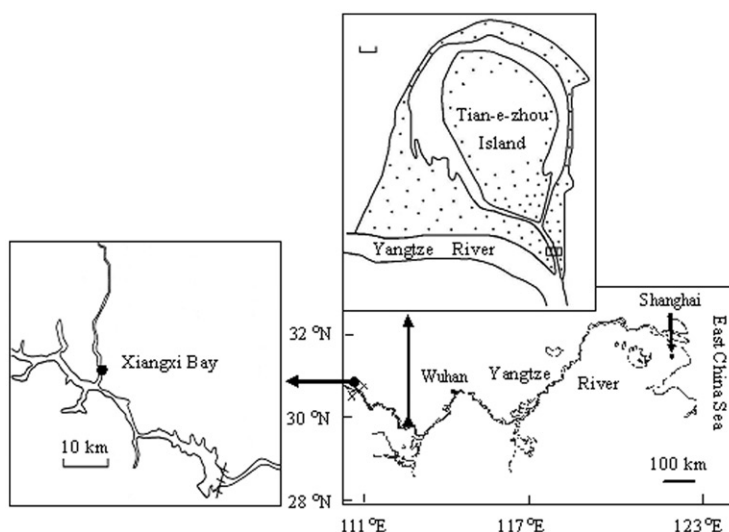 Tian-e-zhou
Island
Yangtze River
Xiangxi Bay
10 km
Shanghai
East China Sea
32 °N
Wuhan
Yangtze
River
30 °N
100 km
28 °N
111 °E
117 °E
123 °E